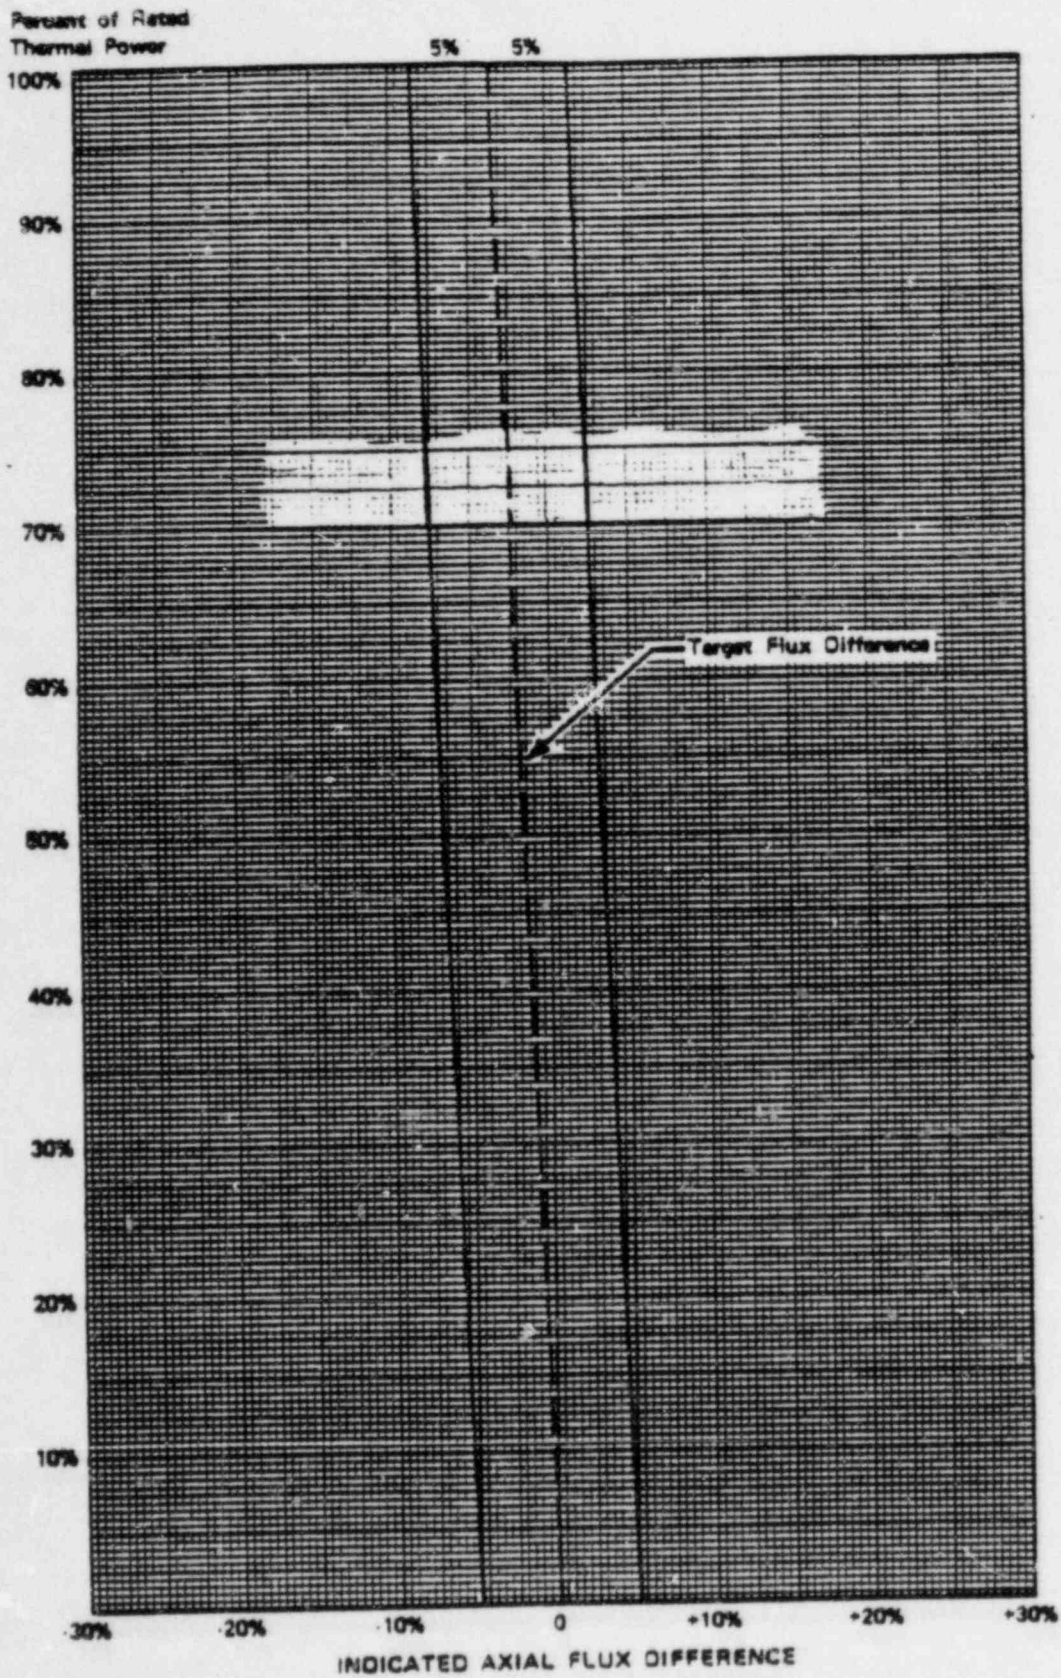 Percent of Rated
Thermal Power
5% 5%
100%
90%
80%
70%
Target Flux Difference
60%
50%
40%
30%
20%
10%
-30% -20% -10% 0 +10% +20% +30%
INDICATED AXIAL FLUX DIFFERENCE